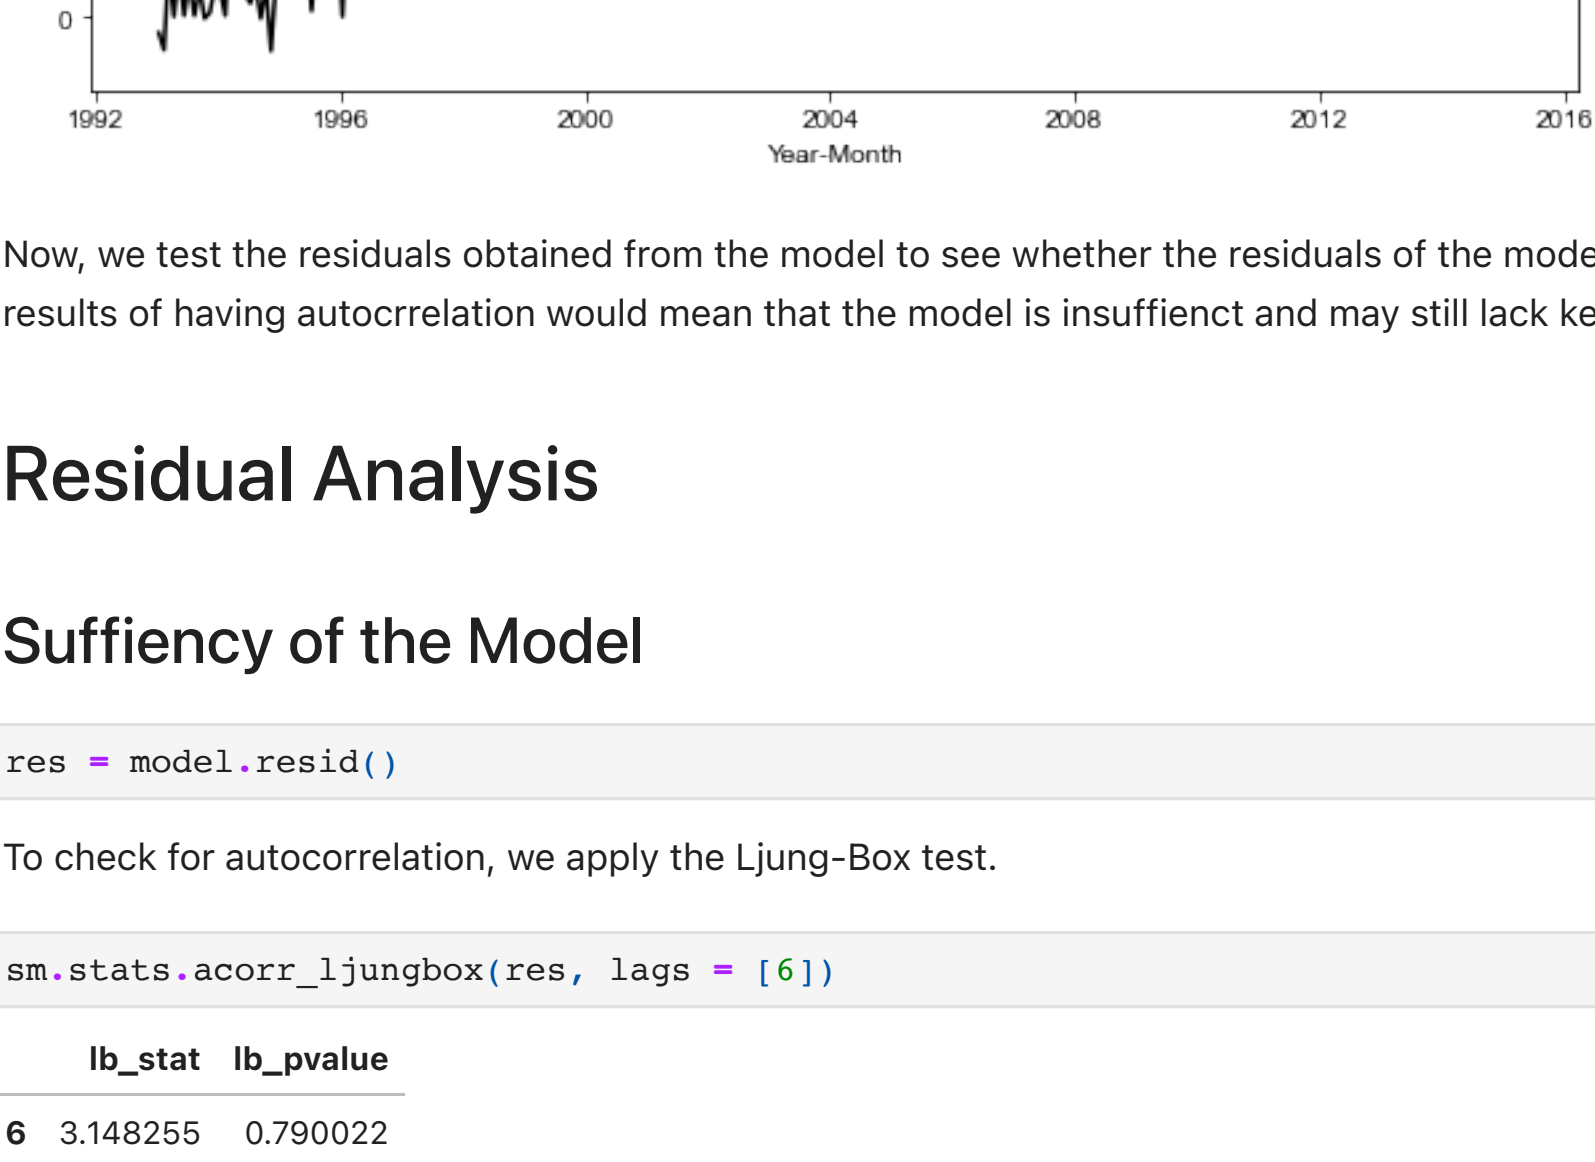 0
1992 1996 2000 2004 2008 2012 2016
Year-Month
Now, we test the residuals obtained from the model to see whether the residuals of the mode
results of having autocrrelation would mean that the model is insuffienct and may still lack ke
Residual Analysis
Suffiency of the Model
res = model.resid()
To check for autocorrelation, we apply the Ljung-Box test.
sm.stats.acorr_ljungbox(res, lags = [6])
lb_stat lb_pvalue
6 3.148255 0.790022